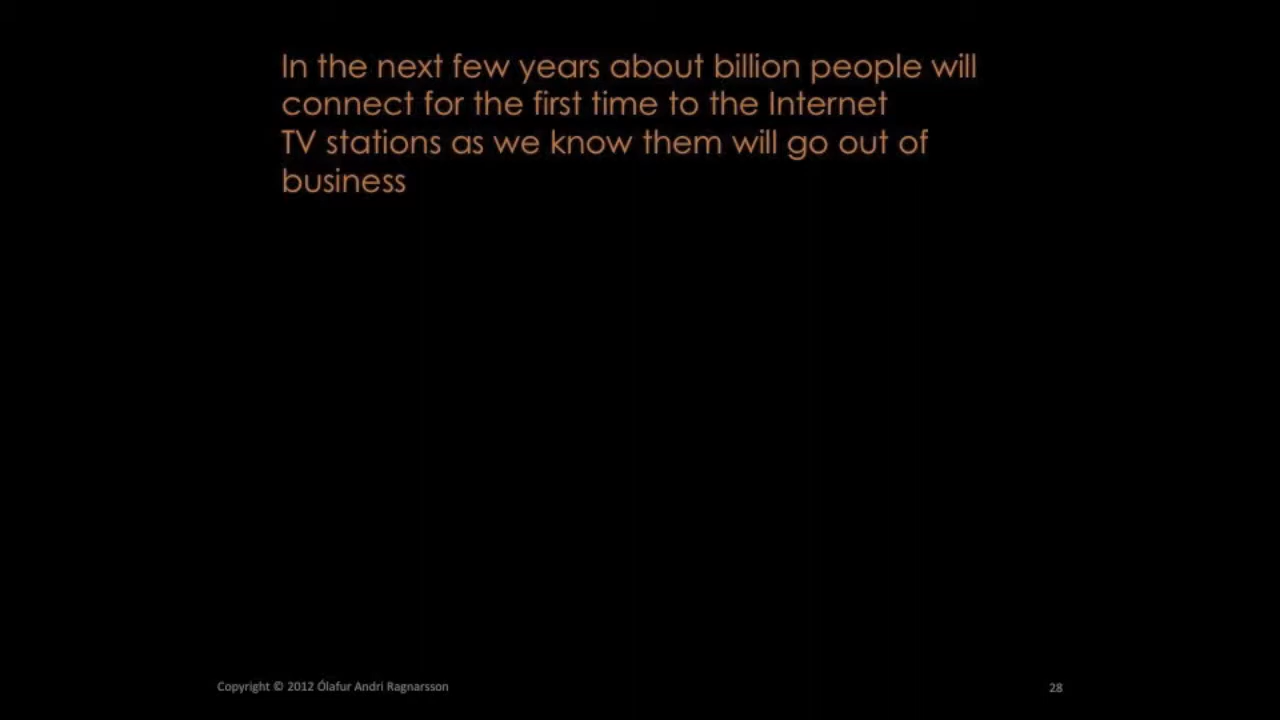 In the next few years about billion people will
connect for the first time to the Internet
TV stations as we know them will go out of
business
Copyright © 2012 Ólafur Andri Ragnarsson
28